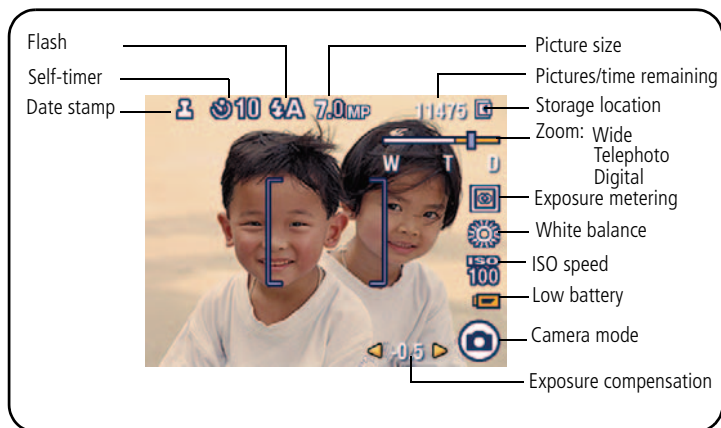 Flash
Picture size
Self-timer
Pictures/time remaining
Date stamp
10 A 7.0MP
11475
Storage location
Zoom: Wide
Telephoto
Digital
W T D
Exposure metering
White balance
ISO
100
ISO speed
Low battery
Camera mode
-0.5
Exposure compensation